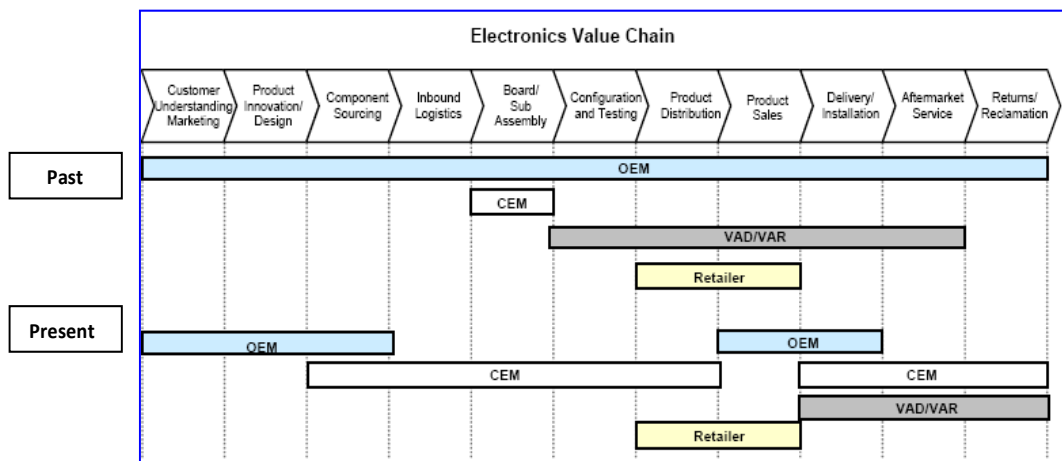 Electronics Value Chain
Customer
Understanding
Marketing
Product
Innovation/
Design
Component
Sourcing
Inbound
Logistics
Board/
Sub
Assembly
Configuration
and Testing
Product
Distribution
Product
Sales
Delivery/
Installation
Aftermarket
Service
Returns/
Reclamation
Past
OEM
CEM
VAD/VAR
Retailer
Present
OEM
OEM
CEM
CEM
VAD/VAR
Retailer